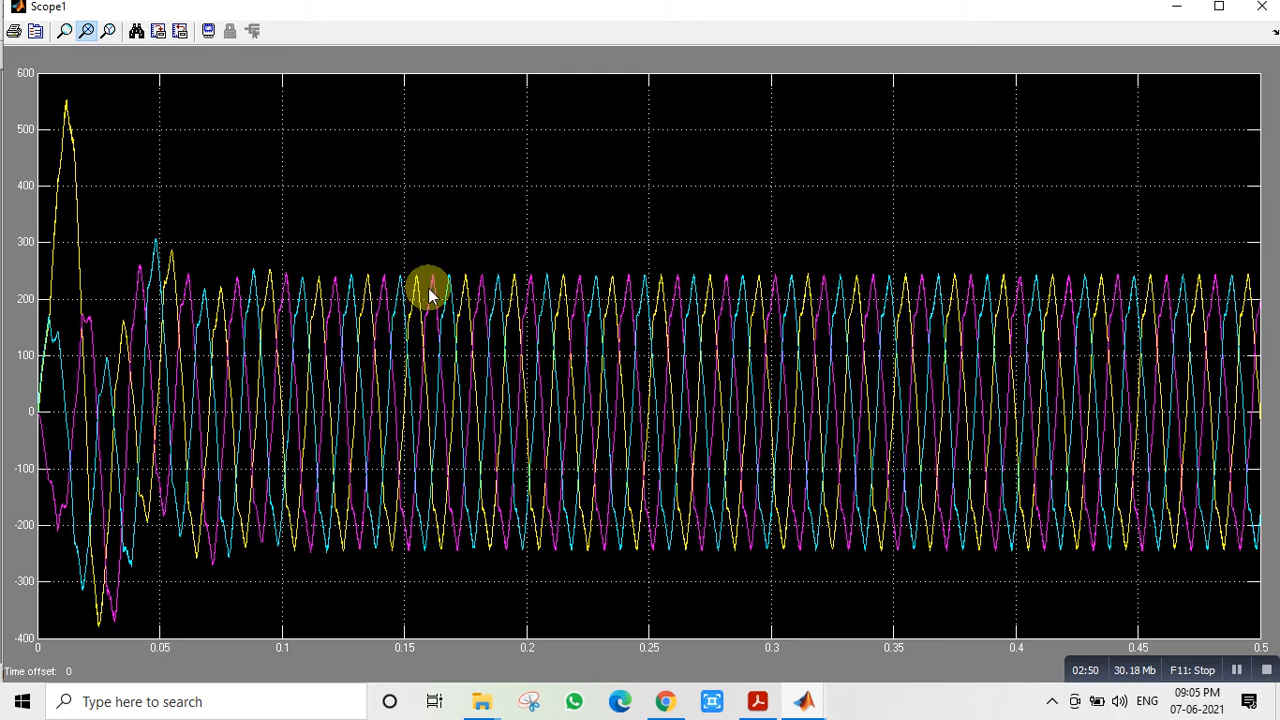 Scope1
600
500
400
300
200
100
0
-100
-200
-300
-400
0 0.05 0.1 0.15 0.2 0.25 0.3 0.35 0.4 0.45 0.5
Time offset: 0
02:50 30.18 Mb F11: Stop
Type here to search
ENG
09:05 PM
07-06-2021